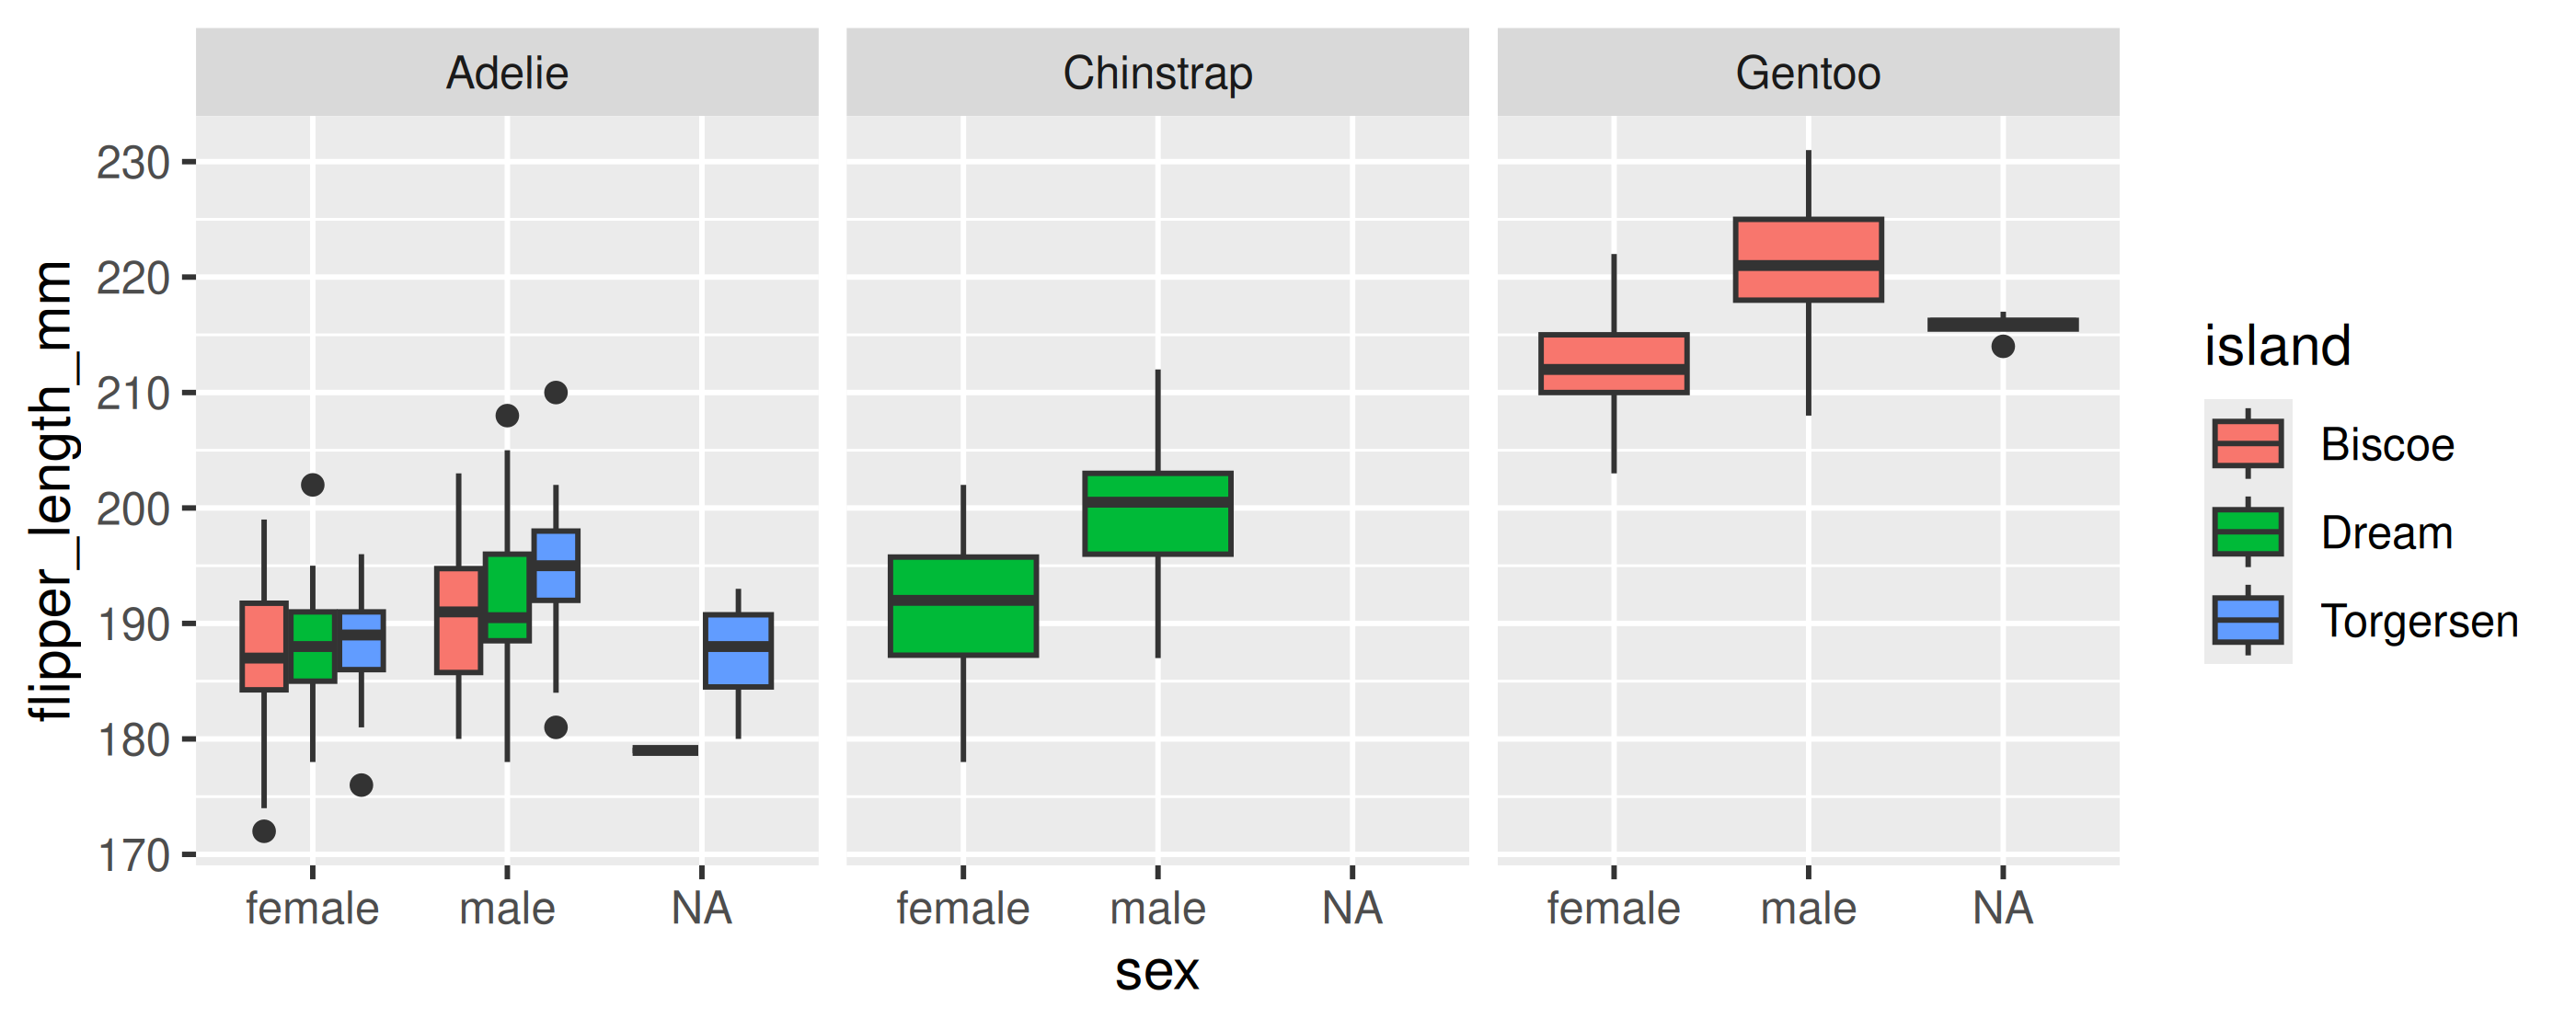 Adelie
Chinstrap
Gentoo
flipper_length_mm
230
220
210
200
190
180
170
female male NA
female male NA
female male NA
sex
island
Biscoe
Dream
Torgersen